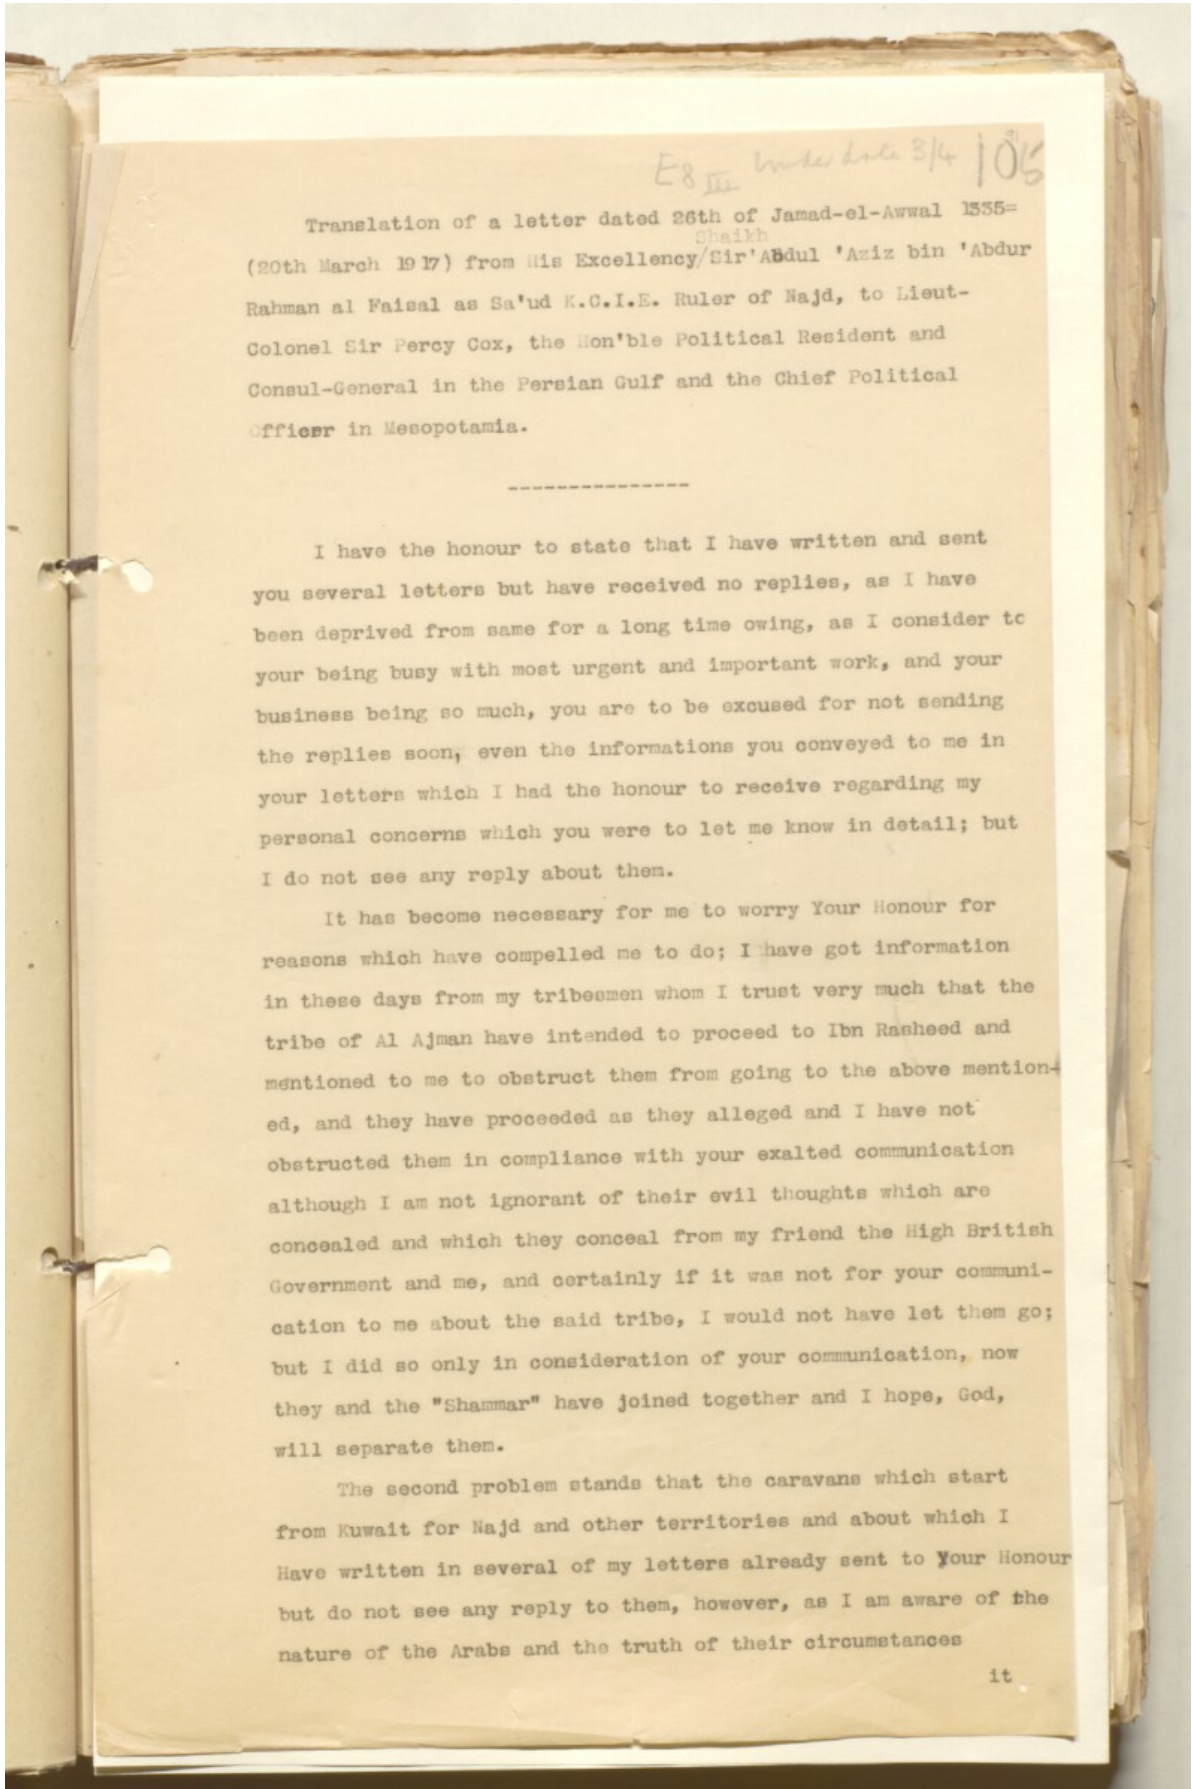 E8 III Under date 3/4 105
Translation of a letter dated 26th of Jamad-el-Awwal 1335=
Shaikh
(20th March 1917) from His Excellency/Sir'Abdul 'Aziz bin 'Abdur
Rahman al Faisal as Sa'ud K.C.I.E. Ruler of Najd, to Lieut-
Colonel Sir Percy Cox, the Hon'ble Political Resident and
Consul-General in the Persian Gulf and the Chief Political
Officer in Mesopotamia.
---------------
I have the honour to state that I have written and sent
you several letters but have received no replies, as I have
been deprived from same for a long time owing, as I consider to
your being busy with most urgent and important work, and your
business being so much, you are to be excused for not sending
the replies soon, even the informations you conveyed to me in
your letters which I had the honour to receive regarding my
personal concerns which you were to let me know in detail; but
I do not see any reply about them.
It has become necessary for me to worry Your Honour for
reasons which have compelled me to do; I have got information
in these days from my tribesmen whom I trust very much that the
tribe of Al Ajman have intended to proceed to Ibn Rasheed and
mentioned to me to obstruct them from going to the above mention-
ed, and they have proceeded as they alleged and I have not
obstructed them in compliance with your exalted communication
although I am not ignorant of their evil thoughts which are
concealed and which they conceal from my friend the High British
Government and me, and certainly if it was not for your communi-
cation to me about the said tribe, I would not have let them go;
but I did so only in consideration of your communication, now
they and the "Shammar" have joined together and I hope, God,
will separate them.
The second problem stands that the caravans which start
from Kuwait for Najd and other territories and about which I
Have written in several of my letters already sent to Your Honour
but do not see any reply to them, however, as I am aware of the
nature of the Arabs and the truth of their circumstances
it